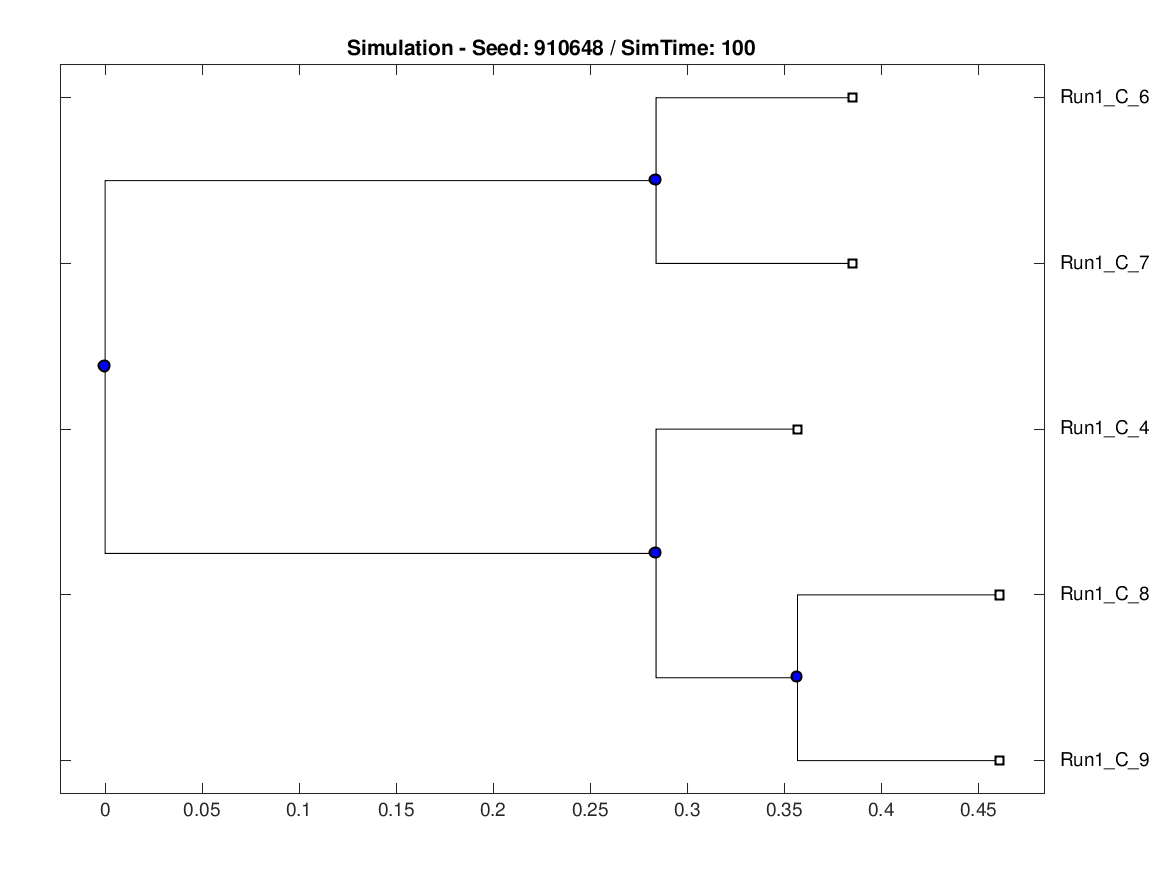 Simulation - Seed: 910648 / SimTime: 100
Run1_C_6
Run1_C_7
Run1_C_4
Run1_C_8
Run1_C_9
0 0.05 0.1 0.15 0.2 0.25 0.3 0.35 0.4 0.45